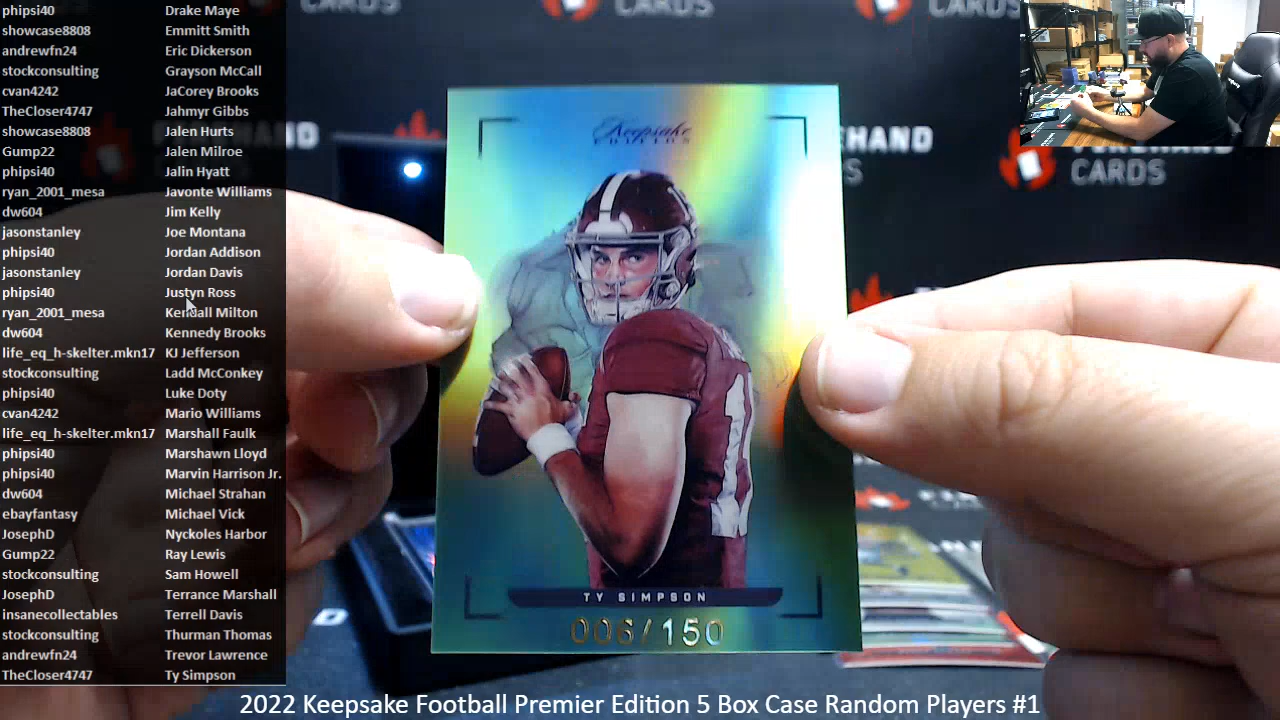 phipsi40 Drake Maye
showcase8808 Emmitt Smith
andrewfn24 Eric Dickerson
stockconsulting Grayson McCall
cvan4242 JaCorey Brooks
TheCloser4747 Jahmyr Gibbs
showcase8808 Jalen Hurts
Gump22 Jalen Milroe
phipsi40 Jalin Hyatt
ryan_2001_mesa Javonte Williams
dw604 Jim Kelly
jasonstanley Joe Montana
phipsi40 Jordan Addison
jasonstanley Jordan Davis
phipsi40 Justyn Ross
ryan_2001_mesa Kendall Milton
dw604 Kennedy Brooks
life_eq_h-skelter.mkn17 KJ Jefferson
stockconsulting Ladd McConkey
phipsi40 Luke Doty
cvan4242 Mario Williams
life_eq_h-skelter.mkn17 Marshall Faulk
phipsi40 Marshawn Lloyd
phipsi40 Marvin Harrison Jr.
dw604 Michael Strahan
ebayfantasy Michael Vick
JosephD Nyckoles Harbor
Gump22 Ray Lewis
stockconsulting Sam Howell
JosephD Terrance Marshall
insanecollectables Terrell Davis
stockconsulting Thurman Thomas
andrewfn24 Trevor Lawrence
TheCloser4747 Ty Simpson
CARDS
CARDS
CARDS
Keepsake
EDITION
TY SIMPSON
006/150
CARDS
2022 Keepsake Football Premier Edition 5 Box Case Random Players #1